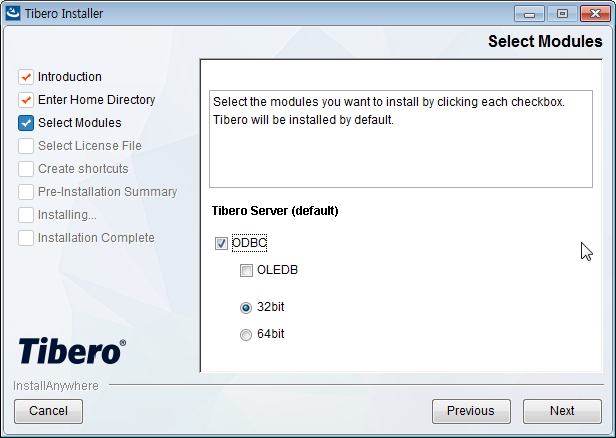 Tibero Installer
Select Modules
Introduction
Enter Home Directory
Select Modules
Select License File
Create shortcuts
Pre-Installation Summary
Installing...
Installation Complete
Select the modules you want to install by clicking each checkbox.
Tibero will be installed by default.
Tibero Server (default)
ODBC
OLEDB
32bit
64bit
Tibero®
InstallAnywhere
Cancel
Previous
Next